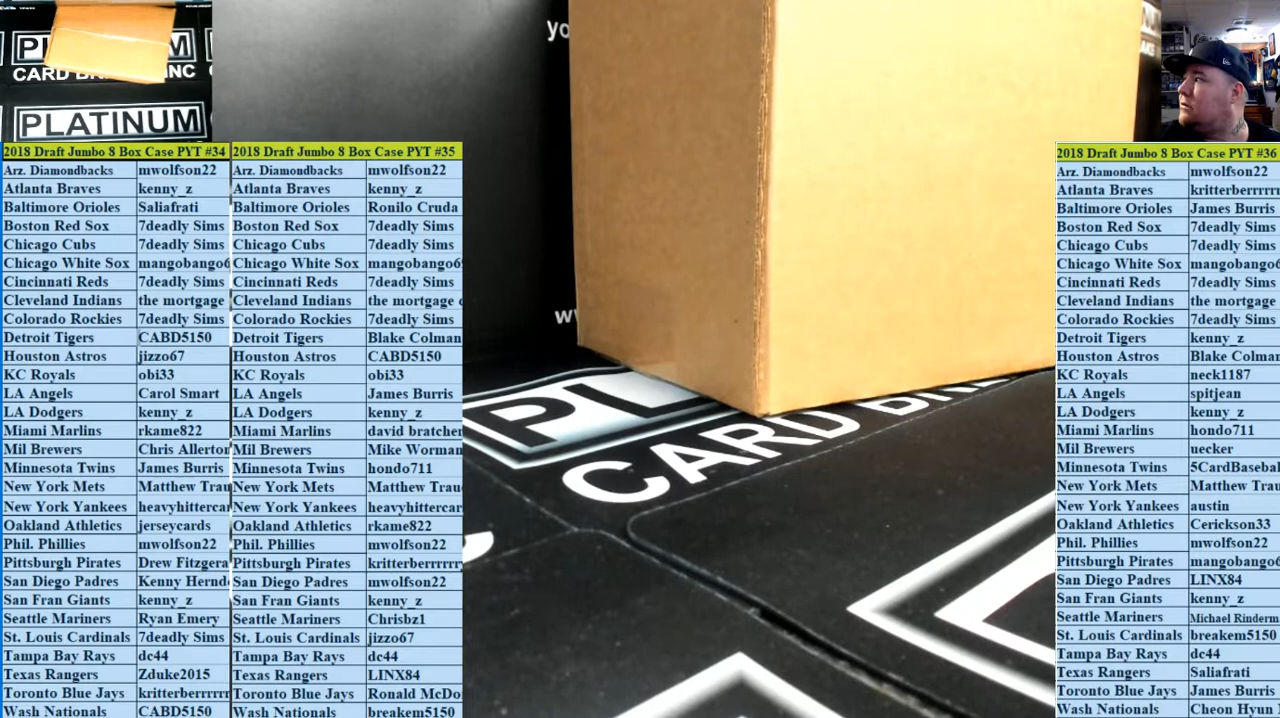 PLATINUM
CARD BR INC
PLATINUM
yo
w
PL
CARD BR
2018 Draft Jumbo 8 Box Case PYT #34
Arz. Diamondbacks mwolfson22
Atlanta Braves kenny_z
Baltimore Orioles Saliafrati
Boston Red Sox 7deadly Sims
Chicago Cubs 7deadly Sims
Chicago White Sox mangobango6
Cincinnati Reds 7deadly Sims
Cleveland Indians the mortgage
Colorado Rockies 7deadly Sims
Detroit Tigers CABD5150
Houston Astros jizzo67
KC Royals obi33
LA Angels Carol Smart
LA Dodgers kenny_z
Miami Marlins rkame822
Mil Brewers Chris Allerton
Minnesota Twins James Burris
New York Mets Matthew Trau
New York Yankees heavyhittercar
Oakland Athletics jerseycards
Phil. Phillies mwolfson22
Pittsburgh Pirates Drew Fitzgera
San Diego Padres Kenny Hernd
San Fran Giants kenny_z
Seattle Mariners Ryan Emery
St. Louis Cardinals 7deadly Sims
Tampa Bay Rays dc44
Texas Rangers Zduke2015
Toronto Blue Jays kritterberrrrr
Wash Nationals CABD5150
2018 Draft Jumbo 8 Box Case PYT #35
Arz. Diamondbacks mwolfson22
Atlanta Braves kenny_z
Baltimore Orioles Ronilo Cruda
Boston Red Sox 7deadly Sims
Chicago Cubs 7deadly Sims
Chicago White Sox mangobango6
Cincinnati Reds 7deadly Sims
Cleveland Indians the mortgage
Colorado Rockies 7deadly Sims
Detroit Tigers Blake Colman
Houston Astros CABD5150
KC Royals obi33
LA Angels James Burris
LA Dodgers kenny_z
Miami Marlins david bratcher
Mil Brewers Mike Worman
Minnesota Twins hondo711
New York Mets Matthew Trau
New York Yankees heavyhittercar
Oakland Athletics rkame822
Phil. Phillies mwolfson22
Pittsburgh Pirates kritterberrrrr
San Diego Padres mwolfson22
San Fran Giants kenny_z
Seattle Mariners Chrisbz1
St. Louis Cardinals jizzo67
Tampa Bay Rays dc44
Texas Rangers LINX84
Toronto Blue Jays Ronald McDo
Wash Nationals breakem5150
2018 Draft Jumbo 8 Box Case PYT #36
Arz. Diamondbacks mwolfson22
Atlanta Braves kritterberrrrr
Baltimore Orioles James Burris
Boston Red Sox 7deadly Sims
Chicago Cubs 7deadly Sims
Chicago White Sox mangobango6
Cincinnati Reds 7deadly Sims
Cleveland Indians the mortgage
Colorado Rockies 7deadly Sims
Detroit Tigers kenny_z
Houston Astros Blake Colman
KC Royals neck1187
LA Angels spitjean
LA Dodgers kenny_z
Miami Marlins hondo711
Mil Brewers uecker
Minnesota Twins 5CardBasebal
New York Mets Matthew Trau
New York Yankees austin
Oakland Athletics Cerickson33
Phil. Phillies mwolfson22
Pittsburgh Pirates mangobango6
San Diego Padres LINX84
San Fran Giants kenny_z
Seattle Mariners Michael Rinderm
St. Louis Cardinals breakem5150
Tampa Bay Rays dc44
Texas Rangers Saliafrati
Toronto Blue Jays James Burris
Wash Nationals Cheon Hyun